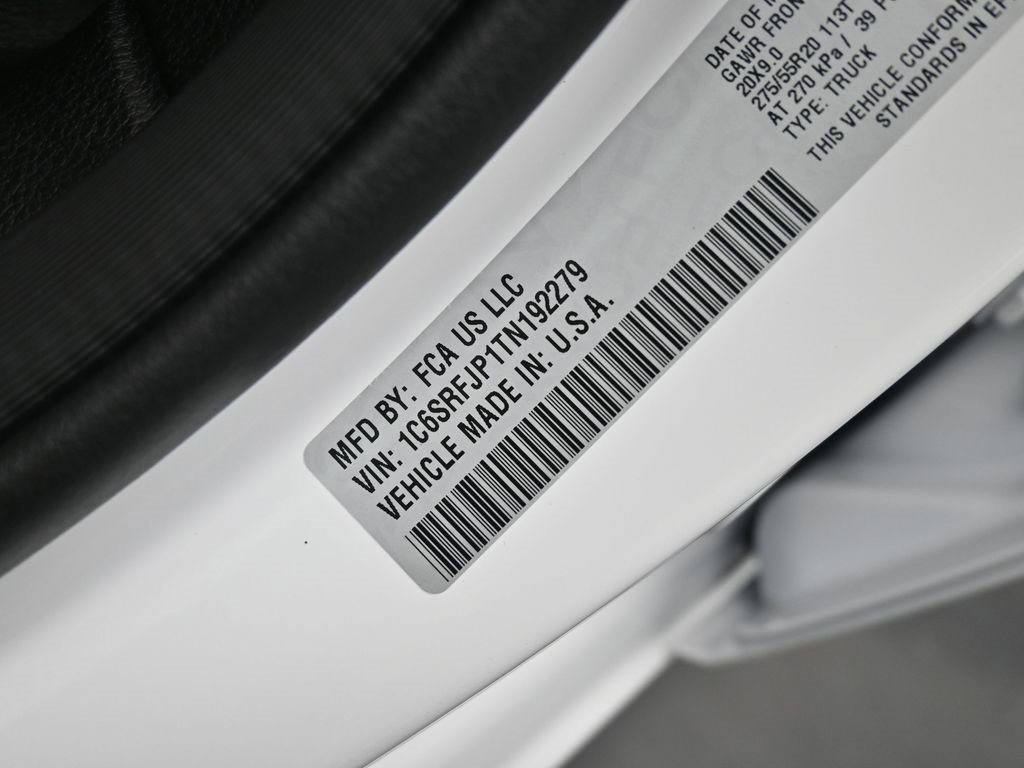 MFD BY: FCA US LLC
VIN: 1C6SRFJP1TN192279
VEHICLE MADE IN: U.S.A.
DATE OF
GAWR FRON
20X9.0
275/55R20 113T
AT 270 kPa / 39 P
TYPE: TRUCK
THIS VEHICLE CONFORM
STANDARDS IN EF